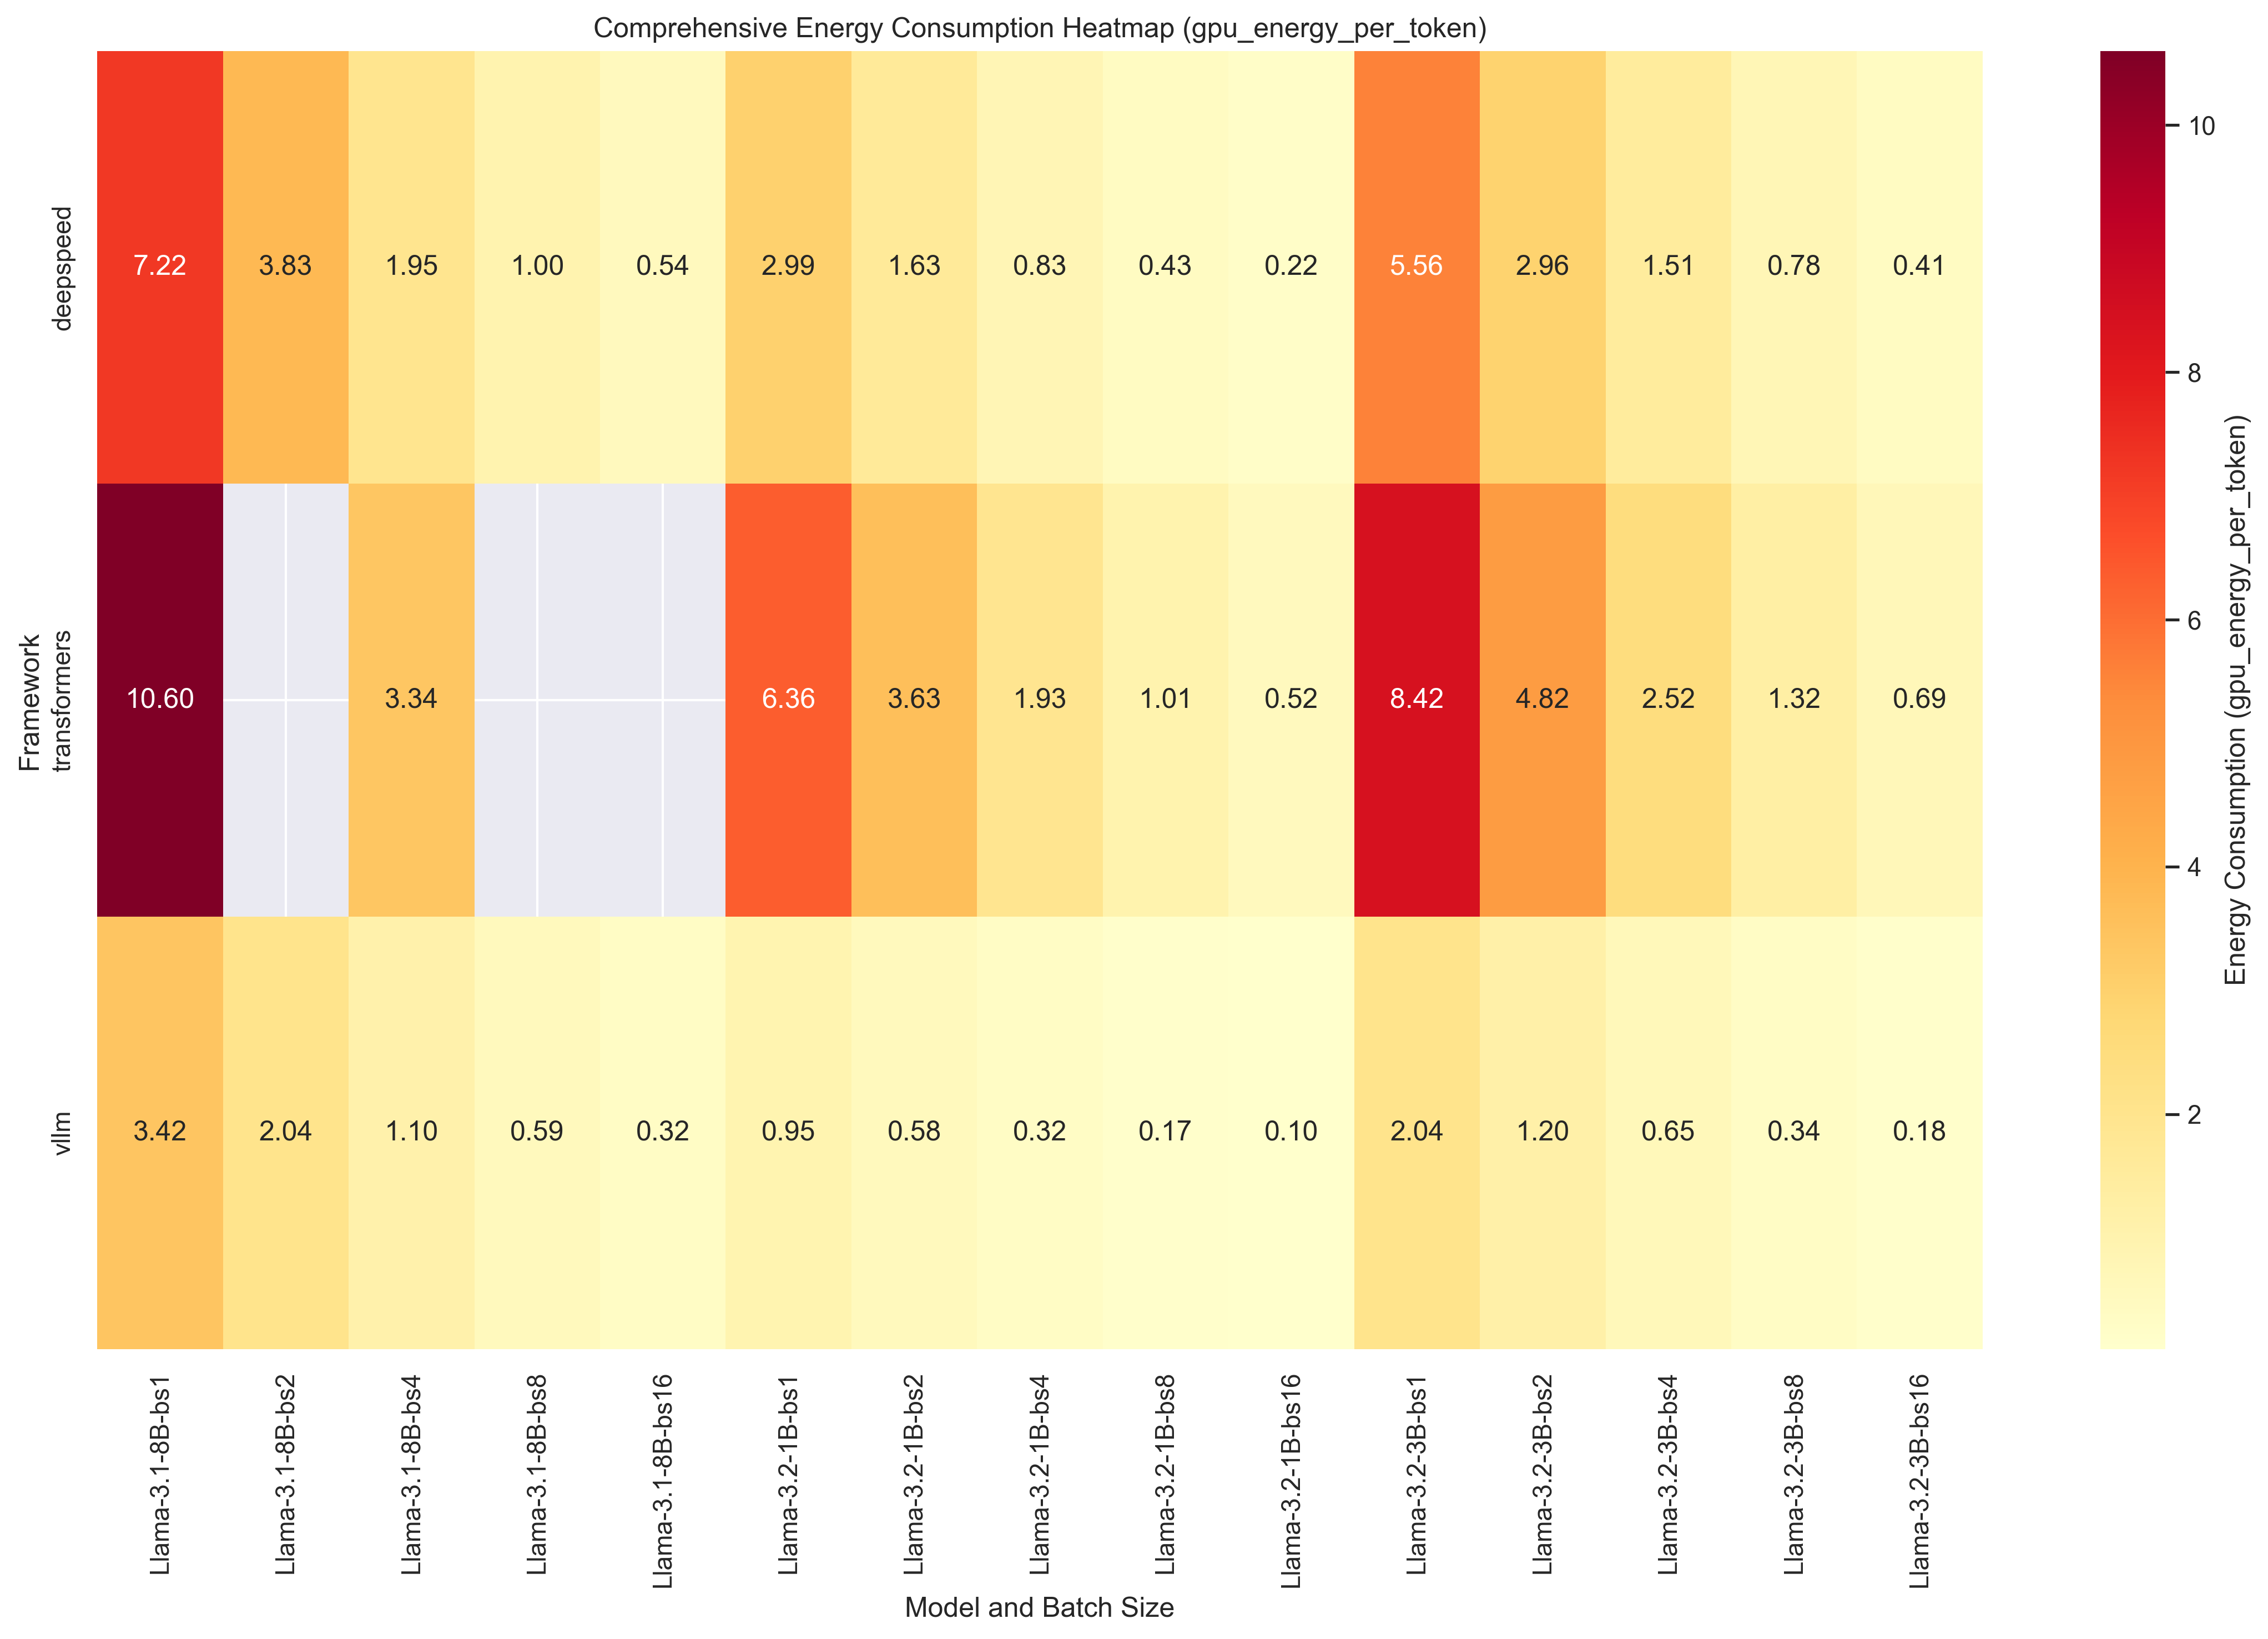 Comprehensive Energy Consumption Heatmap (gpu_energy_per_token)
Framework
deepspeed
7.22 3.83 1.95 1.00 0.54 2.99 1.63 0.83 0.43 0.22 5.56 2.96 1.51 0.78 0.41
transformers
10.60 3.34 6.36 3.63 1.93 1.01 0.52 8.42 4.82 2.52 1.32 0.69
vllm
3.42 2.04 1.10 0.59 0.32 0.95 0.58 0.32 0.17 0.10 2.04 1.20 0.65 0.34 0.18
Llama-3.1-8B-bs1
Llama-3.1-8B-bs2
Llama-3.1-8B-bs4
Llama-3.1-8B-bs8
Llama-3.1-8B-bs16
Llama-3.2-1B-bs1
Llama-3.2-1B-bs2
Llama-3.2-1B-bs4
Llama-3.2-1B-bs8
Llama-3.2-1B-bs16
Llama-3.2-3B-bs1
Llama-3.2-3B-bs2
Llama-3.2-3B-bs4
Llama-3.2-3B-bs8
Llama-3.2-3B-bs16
Model and Batch Size
10
8
6
4
2
Energy Consumption (gpu_energy_per_token)